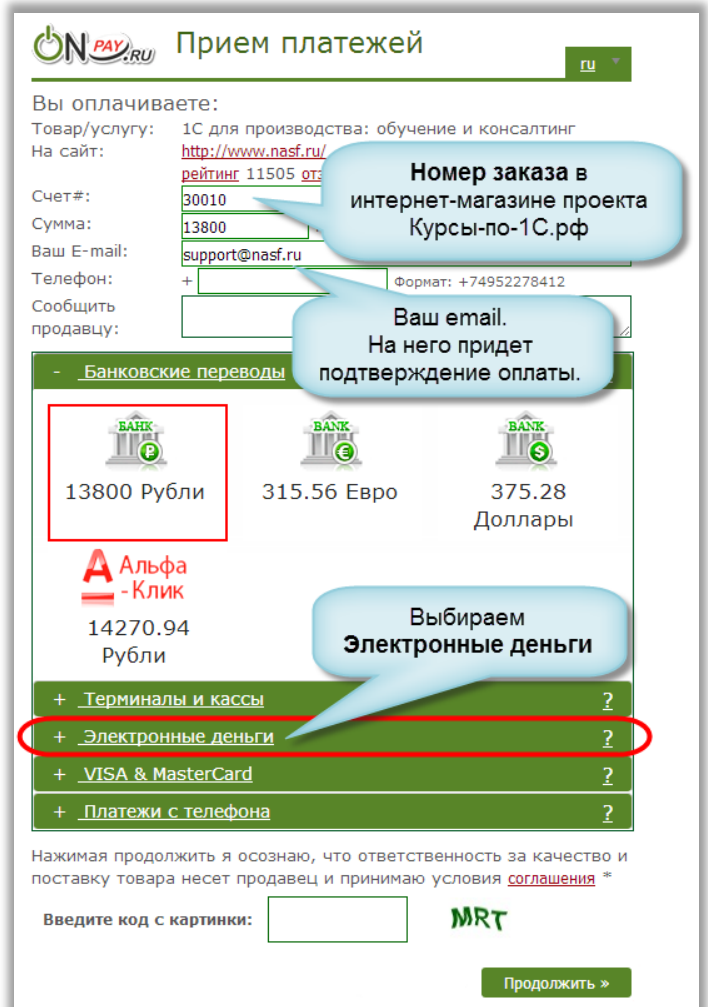 ON PAY.RU Прием платежей
ru
Вы оплачиваете:
Товар/услугу: 1С для производства: обучение и консалтинг
На сайт: http://www.nasf.ru/
рейтинг 11505
Номер заказа в
интернет-магазине проекта
Курсы-по-1С.рф
Счет#: 30010
Сумма: 13800
Ваш E-mail: support@nasf.ru
Телефон: + Формат: +74952278412
Сообщить
продавцу:
Ваш email.
На него придет
подтверждение оплаты.
- Банковские переводы
БАНК BANK BANK
13800 Рубли 315.56 Евро 375.28
Доллары
Альфа
-Клик
14270.94
Рубли
Выбираем
Электронные деньги
+ Терминалы и кассы ?
+ Электронные деньги ?
+ VISA & MasterCard ?
+ Платежи с телефона ?
Нажимая продолжить я осознаю, что ответственность за качество и
поставку товара несет продавец и принимаю условия соглашения *
Введите код с картинки: MRT
Продолжить »